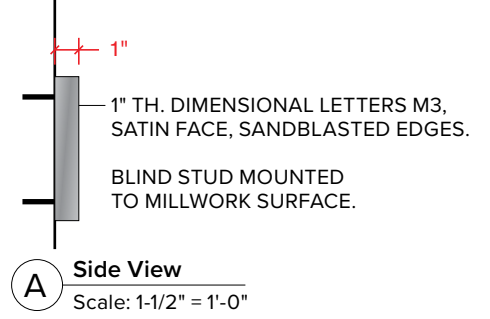 1"
1" TH. DIMENSIONAL LETTERS M3,
SATIN FACE, SANDBLASTED EDGES.
BLIND STUD MOUNTED
TO MILLWORK SURFACE.
A
Side View
Scale: 1-1/2" = 1'-0"